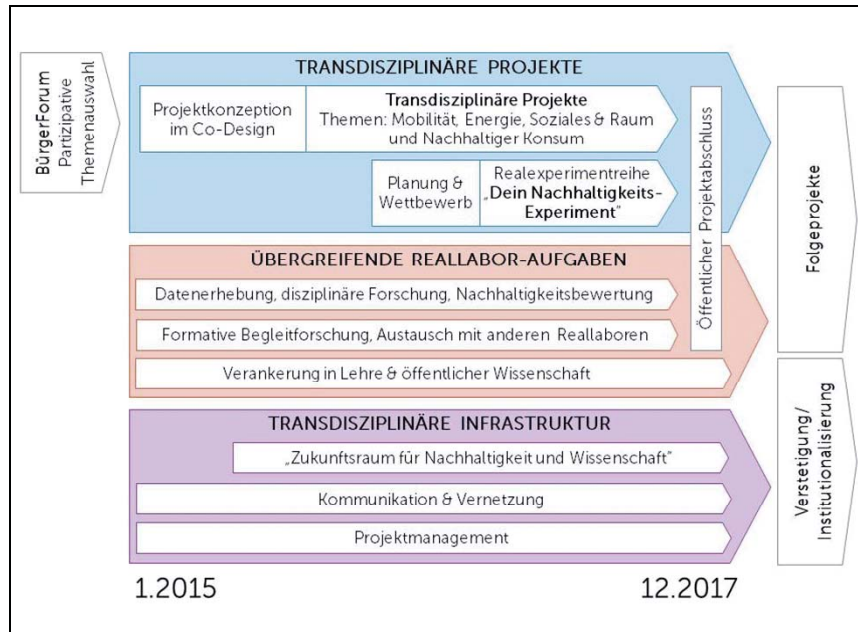 BürgerForum
Partizipative
Themenauswahl
TRANSDISZIPLINÄRE PROJEKTE
Projektkonzeption
im Co-Design
Transdisziplinäre Projekte
Themen: Mobilität, Energie, Soziales & Raum
und Nachhaltiger Konsum
Planung &
Wettbewerb
Realexperimentreihe
„Dein Nachhaltigkeits-
Experiment“
Öffentlicher Projektabschluss
ÜBERGREIFENDE REALLABOR-AUFGABEN
Datenerhebung, disziplinäre Forschung, Nachhaltigkeitsbewertung
Formative Begleitforschung, Austausch mit anderen Reallaboren
Verankerung in Lehre & öffentlicher Wissenschaft
TRANSDISZIPLINÄRE INFRASTRUKTUR
„Zukunftsraum für Nachhaltigkeit und Wissenschaft“
Kommunikation & Vernetzung
Projektmanagement
Folgeprojekte
Verstetigung/
Institutionalisierung
1.2015
12.2017